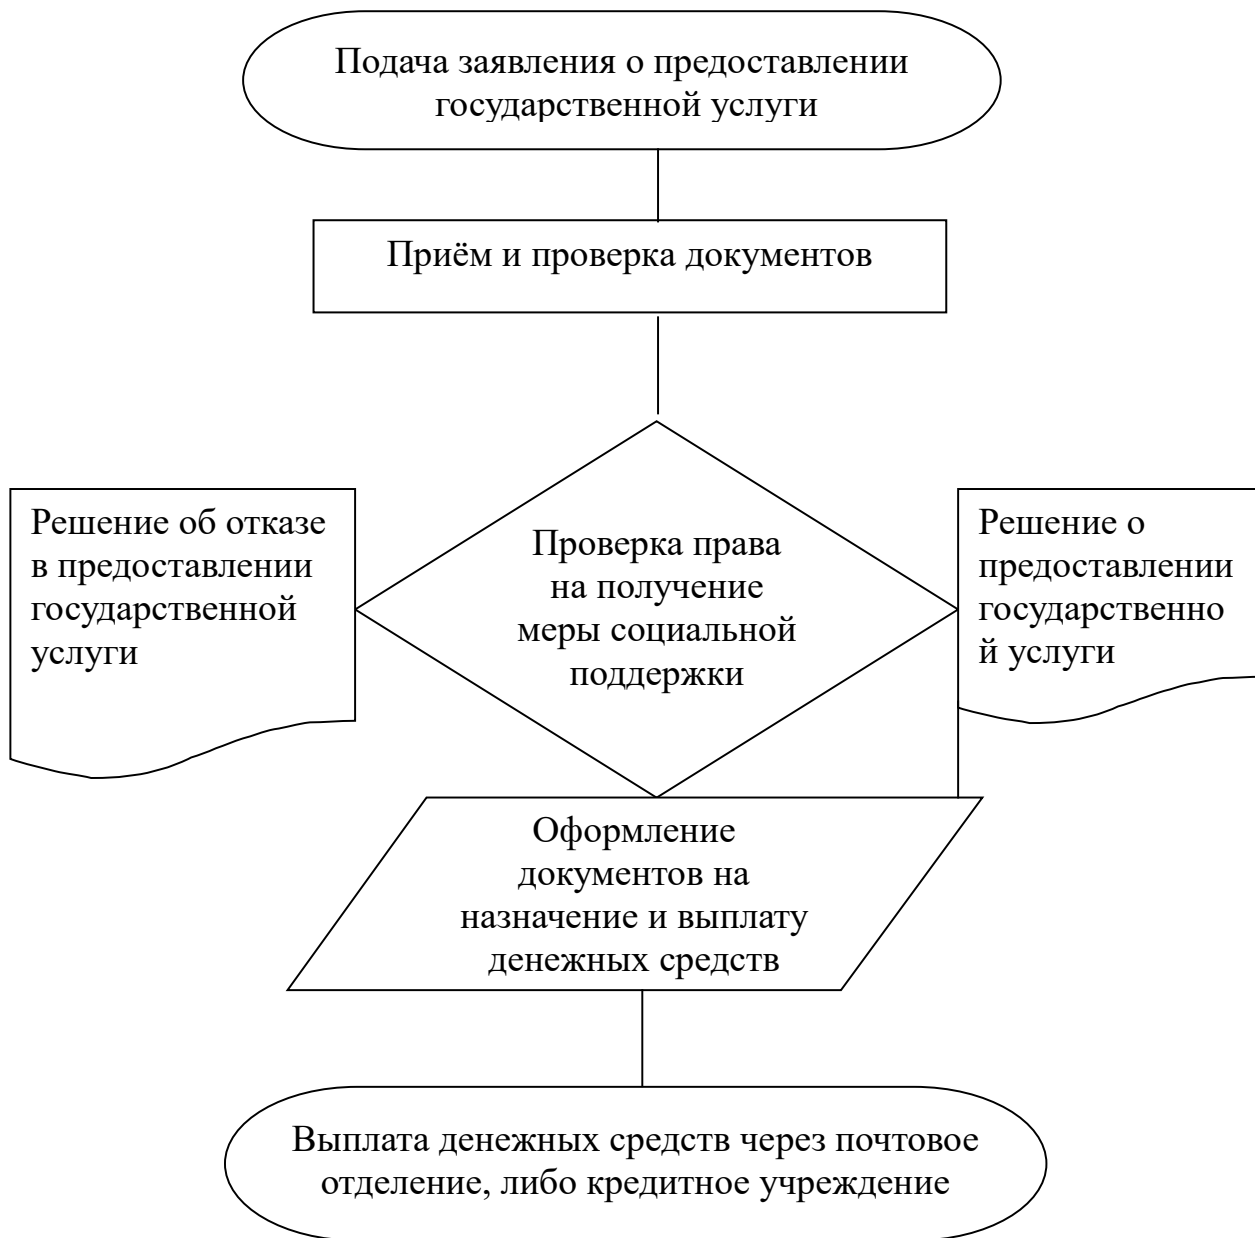 Подача заявления о предоставлении
государственной услуги
Приём и проверка документов
Решение об отказе
в предоставлении
государственной
услуги
Проверка права
на получение
меры социальной
поддержки
Решение о
предоставлении
государственно
й услуги
Оформление
документов на
назначение и выплату
денежных средств
Выплата денежных средств через почтовое
отделение, либо кредитное учреждение